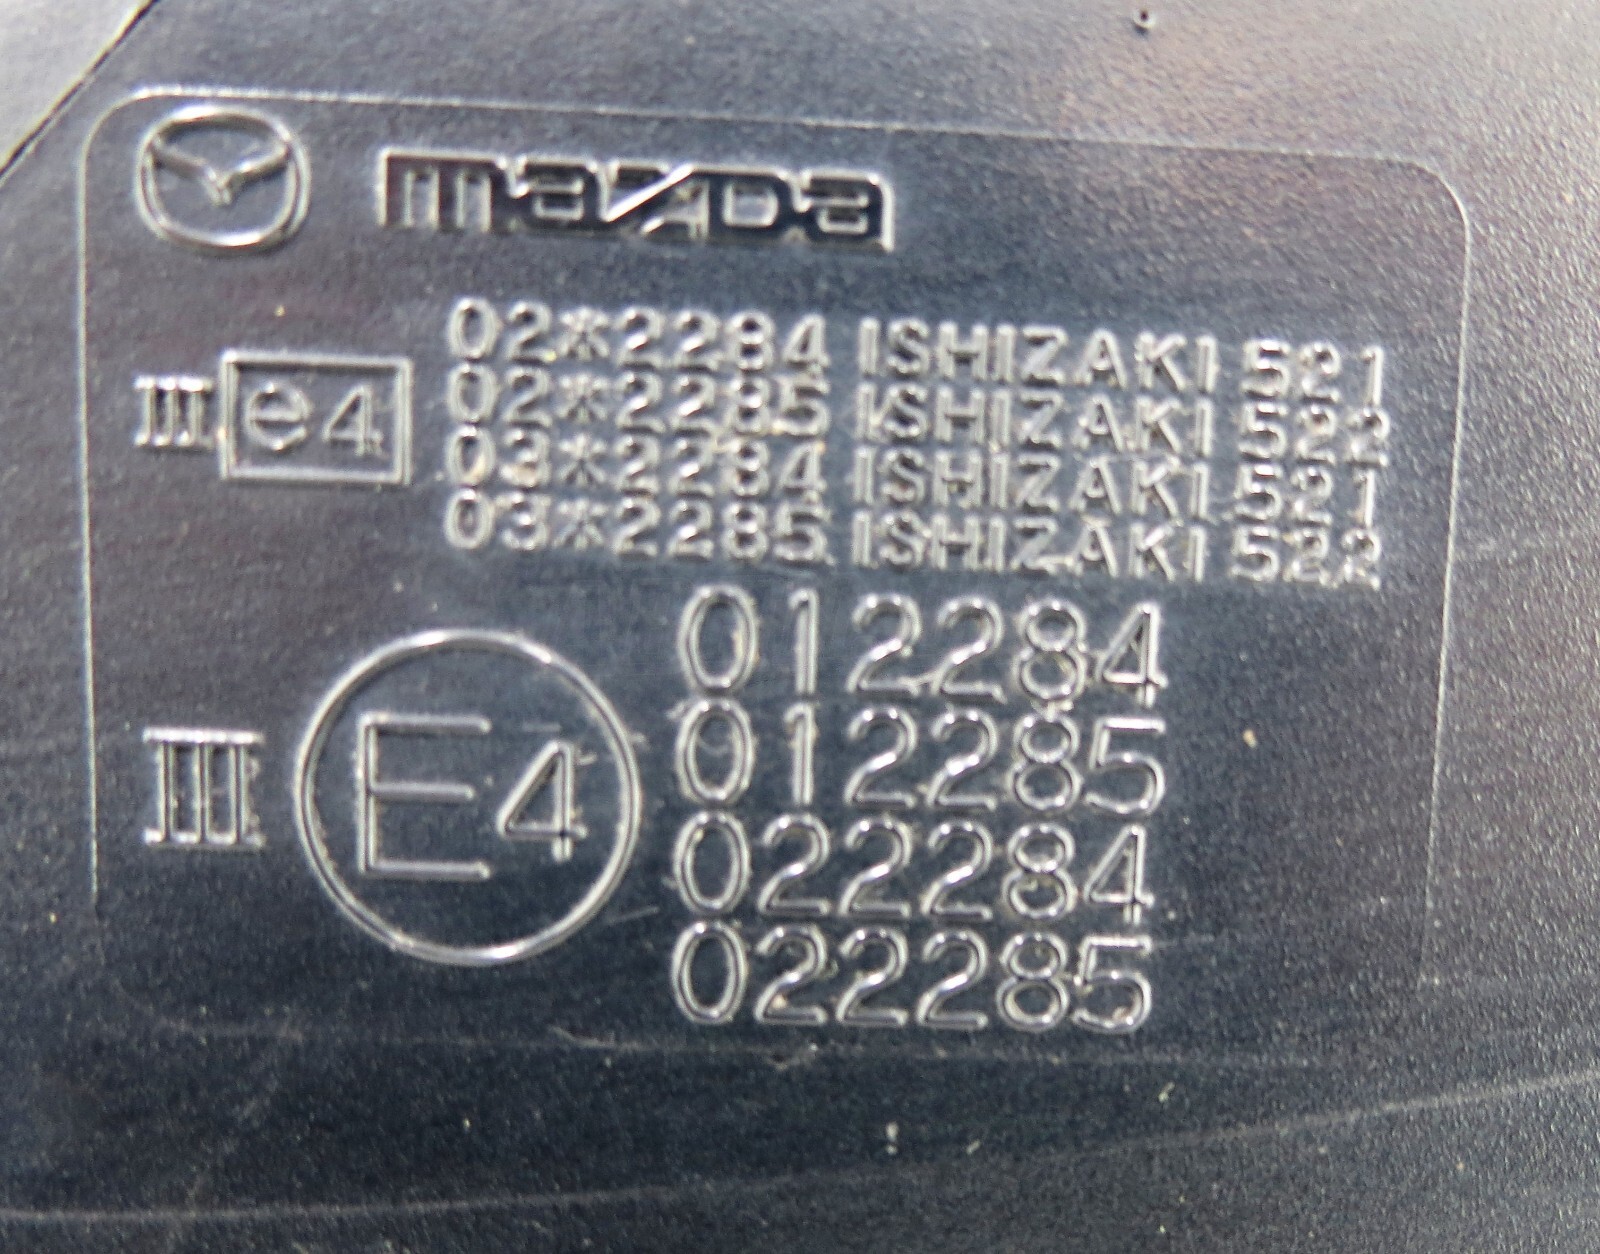 mazda
02*2284 ISHIZAKI 521
02*2285 ISHIZAKI 522
III e4
03*2284 ISHIZAKI 521
03*2285 ISHIZAKI 522
012284
012285
III E4
022284
022285